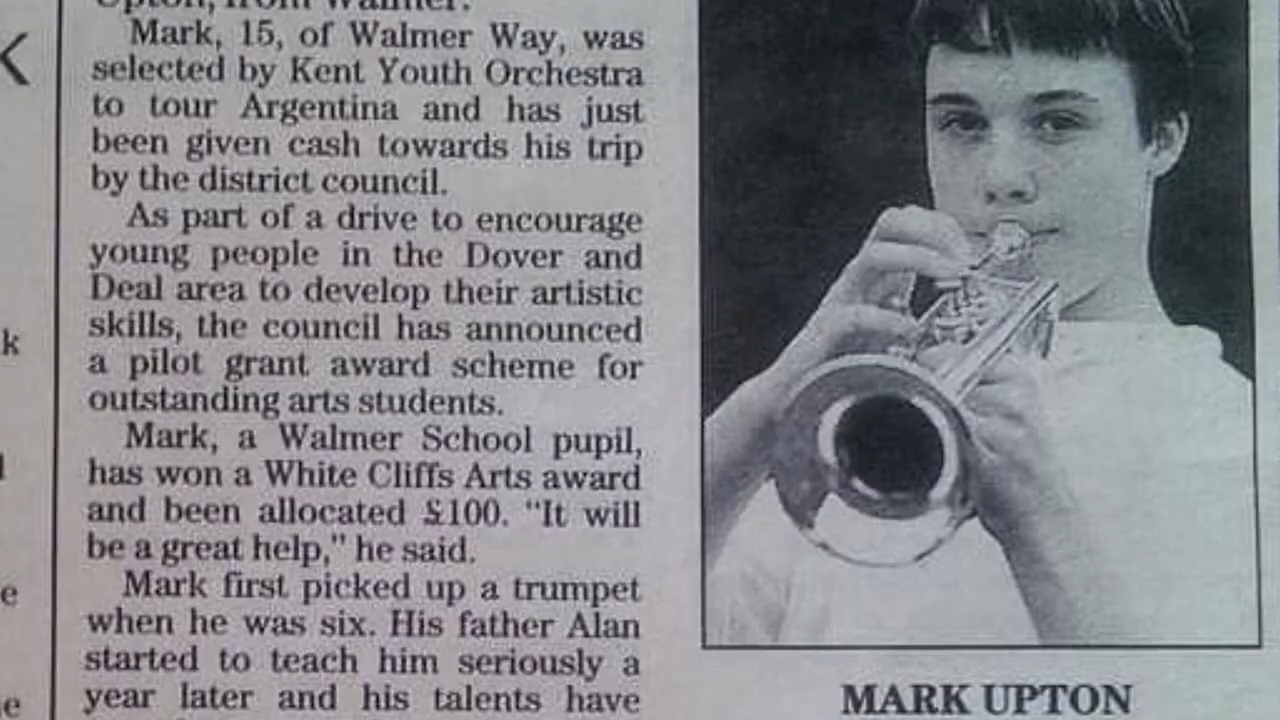 Upton, from Walmer.
Mark, 15, of Walmer Way, was
selected by Kent Youth Orchestra
to tour Argentina and has just
been given cash towards his trip
by the district council.
As part of a drive to encourage
young people in the Dover and
Deal area to develop their artistic
skills, the council has announced
a pilot grant award scheme for
outstanding arts students.
Mark, a Walmer School pupil,
has won a White Cliffs Arts award
and been allocated £100. "It will
be a great help," he said.
Mark first picked up a trumpet
when he was six. His father Alan
started to teach him seriously a
year later and his talents have
MARK UPTON